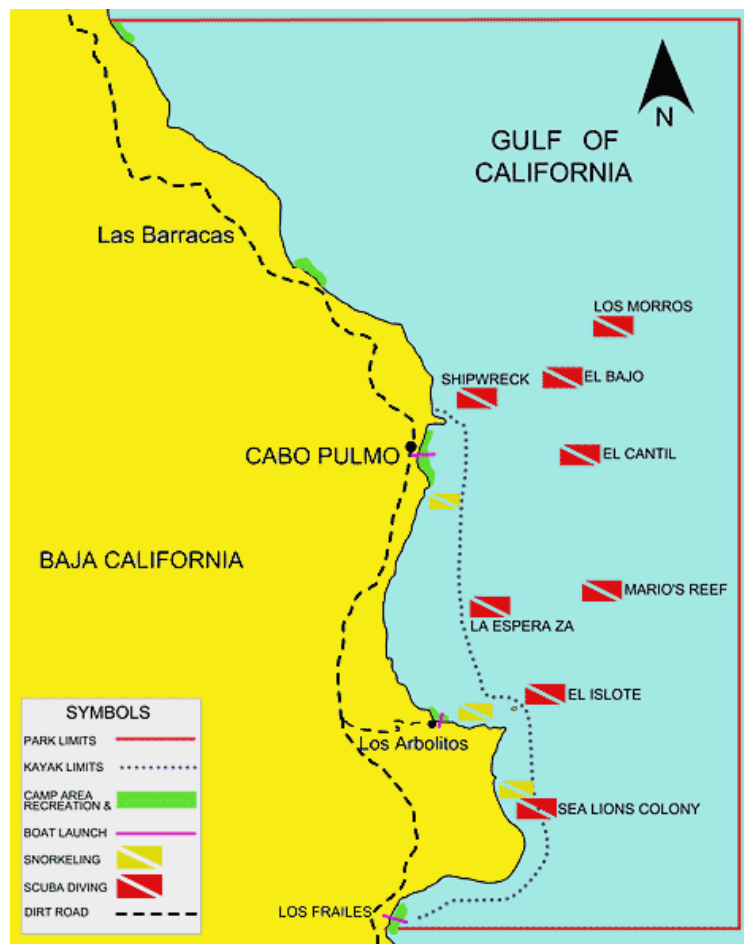 N
GULF OF
CALIFORNIA
Las Barracas
LOS MORROS
SHIPWRECK
EL BAJO
CABO PULMO
EL CANTIL
BAJA CALIFORNIA
MARIO'S REEF
LA ESPERA ZA
EL ISLOTE
Los Arbolitos
SEA LIONS COLONY
LOS FRAILES
SYMBOLS
PARK LIMITS
KAYAK LIMITS
CAMP AREA
RECREATION &
BOAT LAUNCH
SNORKELING
SCUBA DIVING
DIRT ROAD